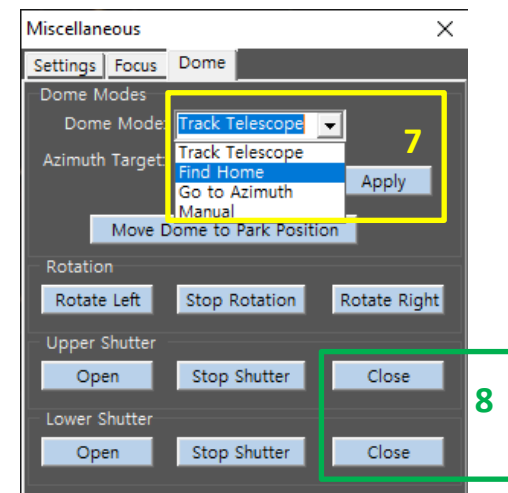 Miscellaneous
Settings Focus Dome
Dome Modes
Dome Mode: Track Telescope
7
Track Telescope
Azimuth Target:
Find Home
Apply
Go to Azimuth
Manual
Move Dome to Park Position
Rotation
Rotate Left Stop Rotation Rotate Right
Upper Shutter
Open Stop Shutter Close
8
Lower Shutter
Open Stop Shutter Close